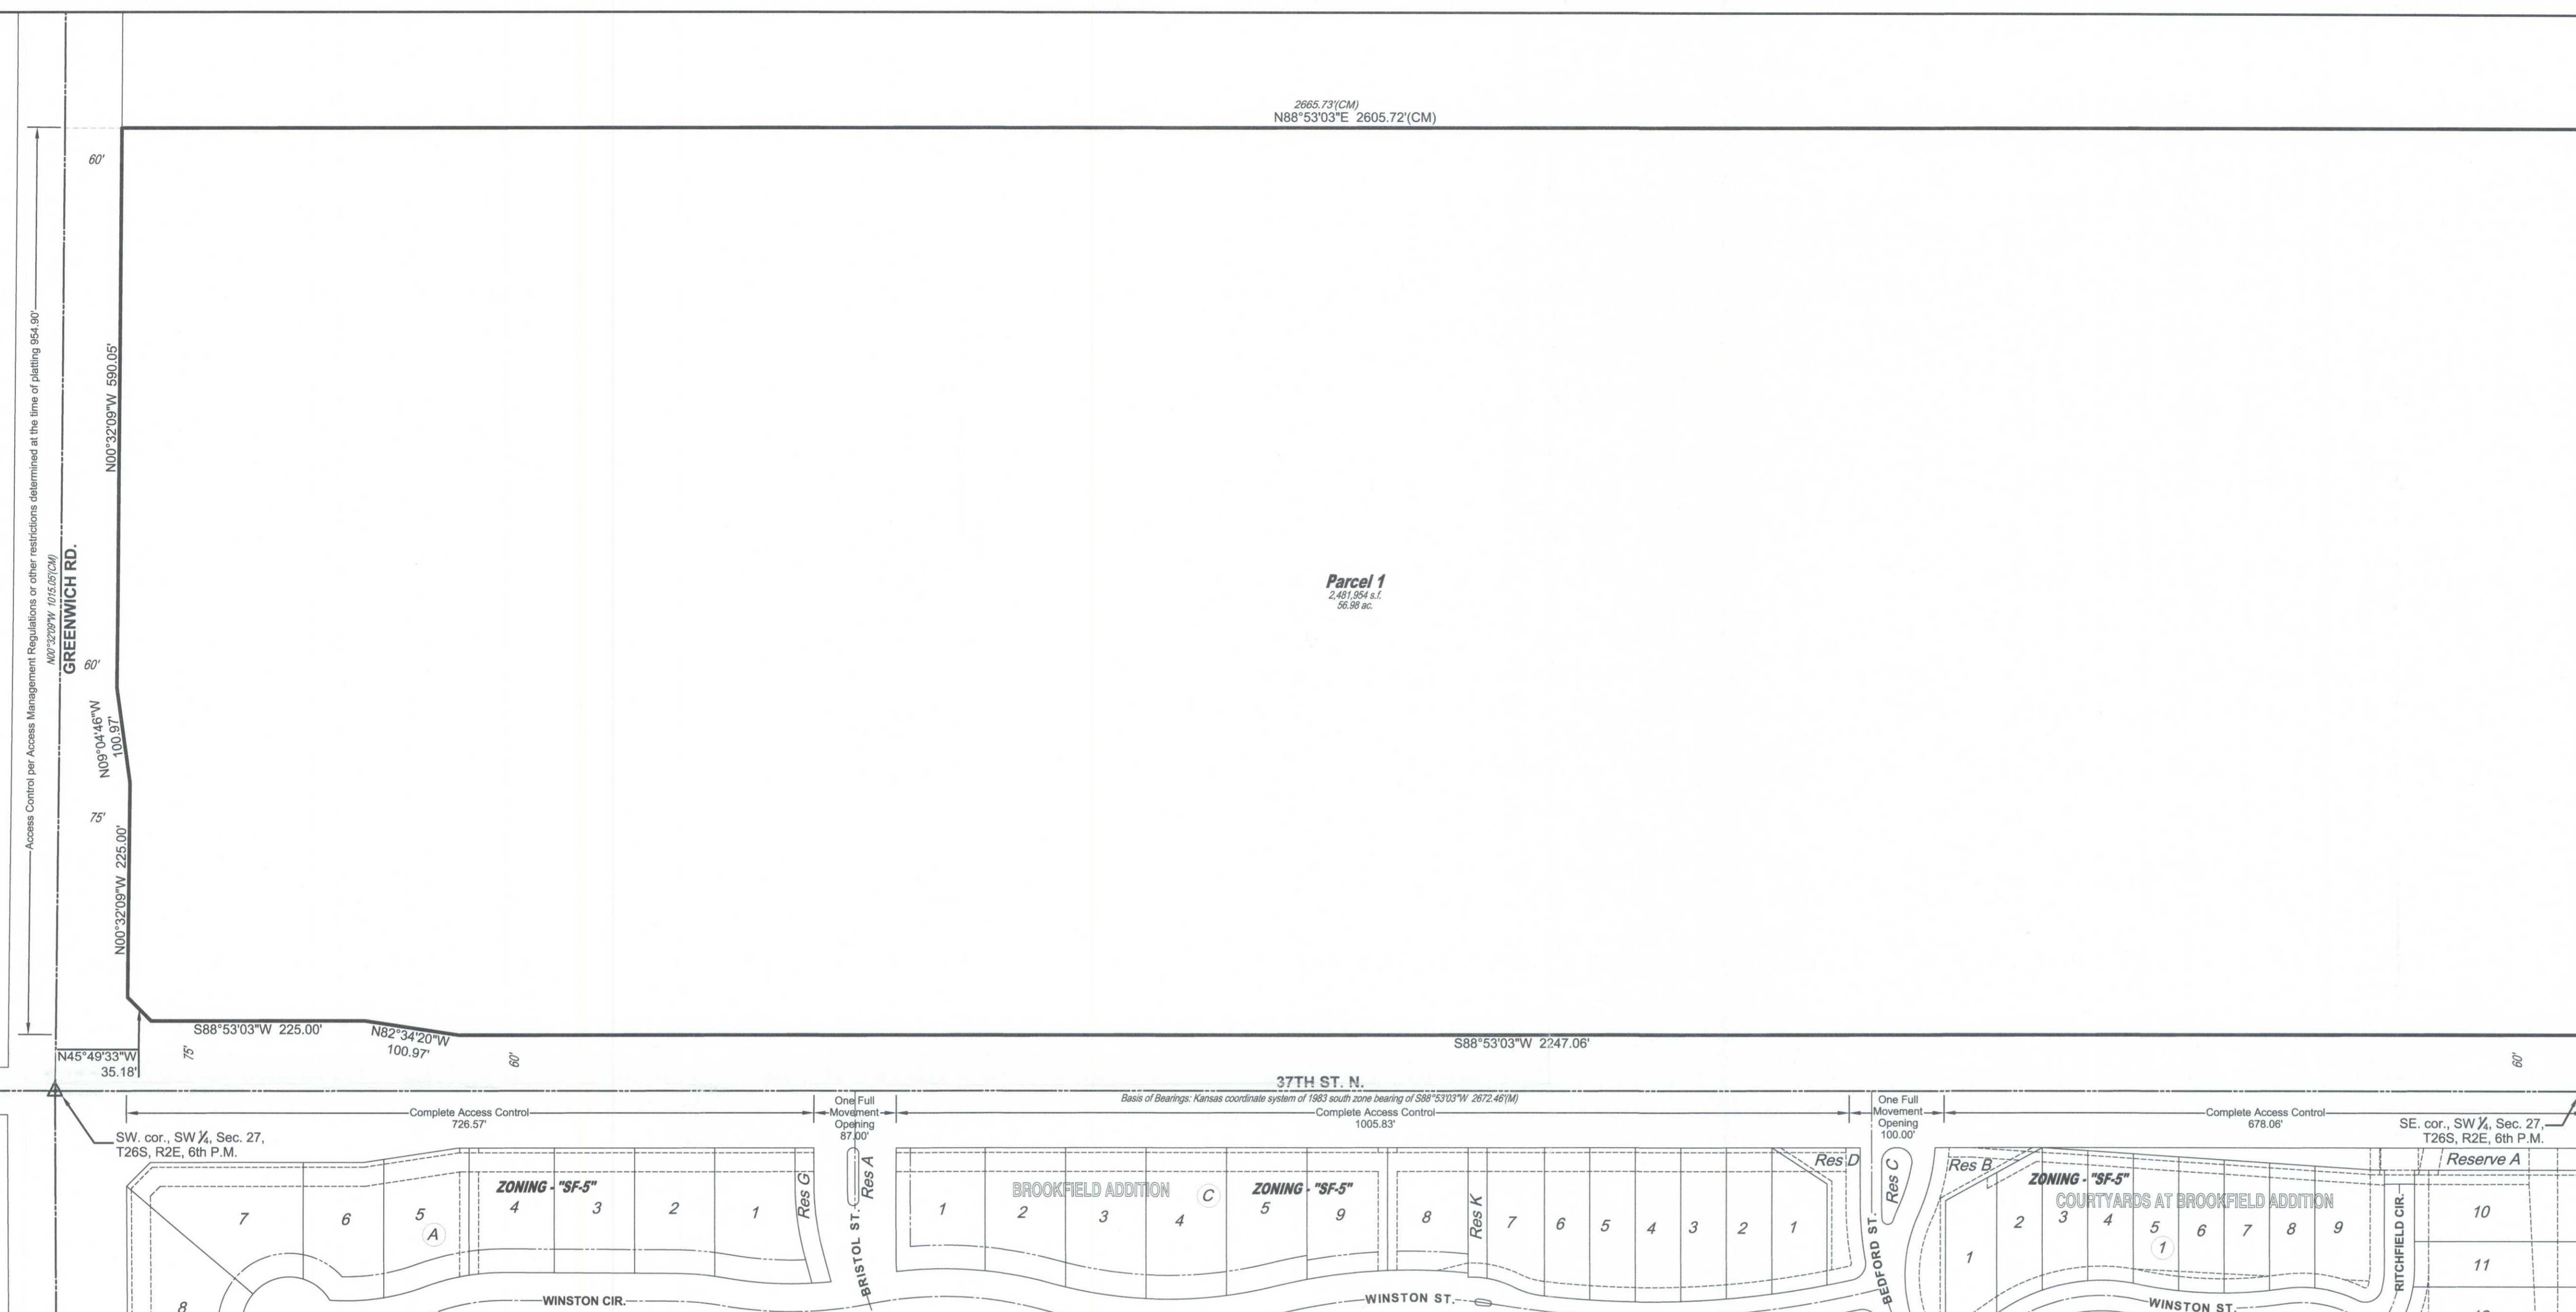 2665.73'(CM)
N88°53'03"E 2605.72'(CM)
60'
Access Control per Access Management Regulations or other restrictions determined at the time of platting 954.90'
N00°32'09"W 1015.05'(CM)
GREENWICH RD.
N00°32'09"W 590.05'
60'
N09°04'46"W
100.97'
75'
N00°32'09"W 225.00'
Parcel 1
2,481,954 s.f.
56.98 ac.
S88°53'03"W 225.00'
N82°34'20"W
100.97'
S88°53'03"W 2247.06'
N45°49'33"W
35.18'
75'
60'
60'
37TH ST. N.
Basis of Bearings: Kansas coordinate system of 1983 south zone bearing of S88°53'03"W 2672.46'(M)
Complete Access Control
726.57'
One Full
Movement
Opening
87.00'
Complete Access Control
1005.83'
One Full
Movement
Opening
100.00'
Complete Access Control
678.06'
SW. cor., SW ¼, Sec. 27,
T26S, R2E, 6th P.M.
SE. cor., SW ¼, Sec. 27,
T26S, R2E, 6th P.M.
ZONING - "SF-5"
7
6
5
A
4
3
2
1
Res G
8
WINSTON CIR.
BRISTOL ST.
Res A
BROOKFIELD ADDITION
C
ZONING - "SF-5"
1
2
3
4
5
9
8
Res K
7
6
5
4
3
2
1
Res D
WINSTON ST.
BEDFORD ST.
Res C
Res B
ZONING - "SF-5"
COURTYARDS AT BROOKFIELD ADDITION
1
2
3
4
5
1
6
7
8
9
WINSTON ST.
RITCHFIELD CIR.
Reserve A
10
11